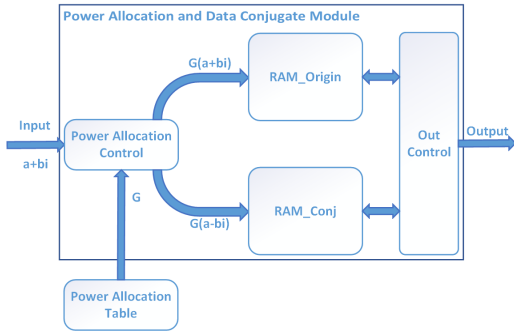 Power Allocation and Data Conjugate Module
G(a+bi)
RAM_Origin
Input
a+bi
Power Allocation
Control
Out
Control
Output
G
G(a-bi)
RAM_Conj
Power Allocation
Table